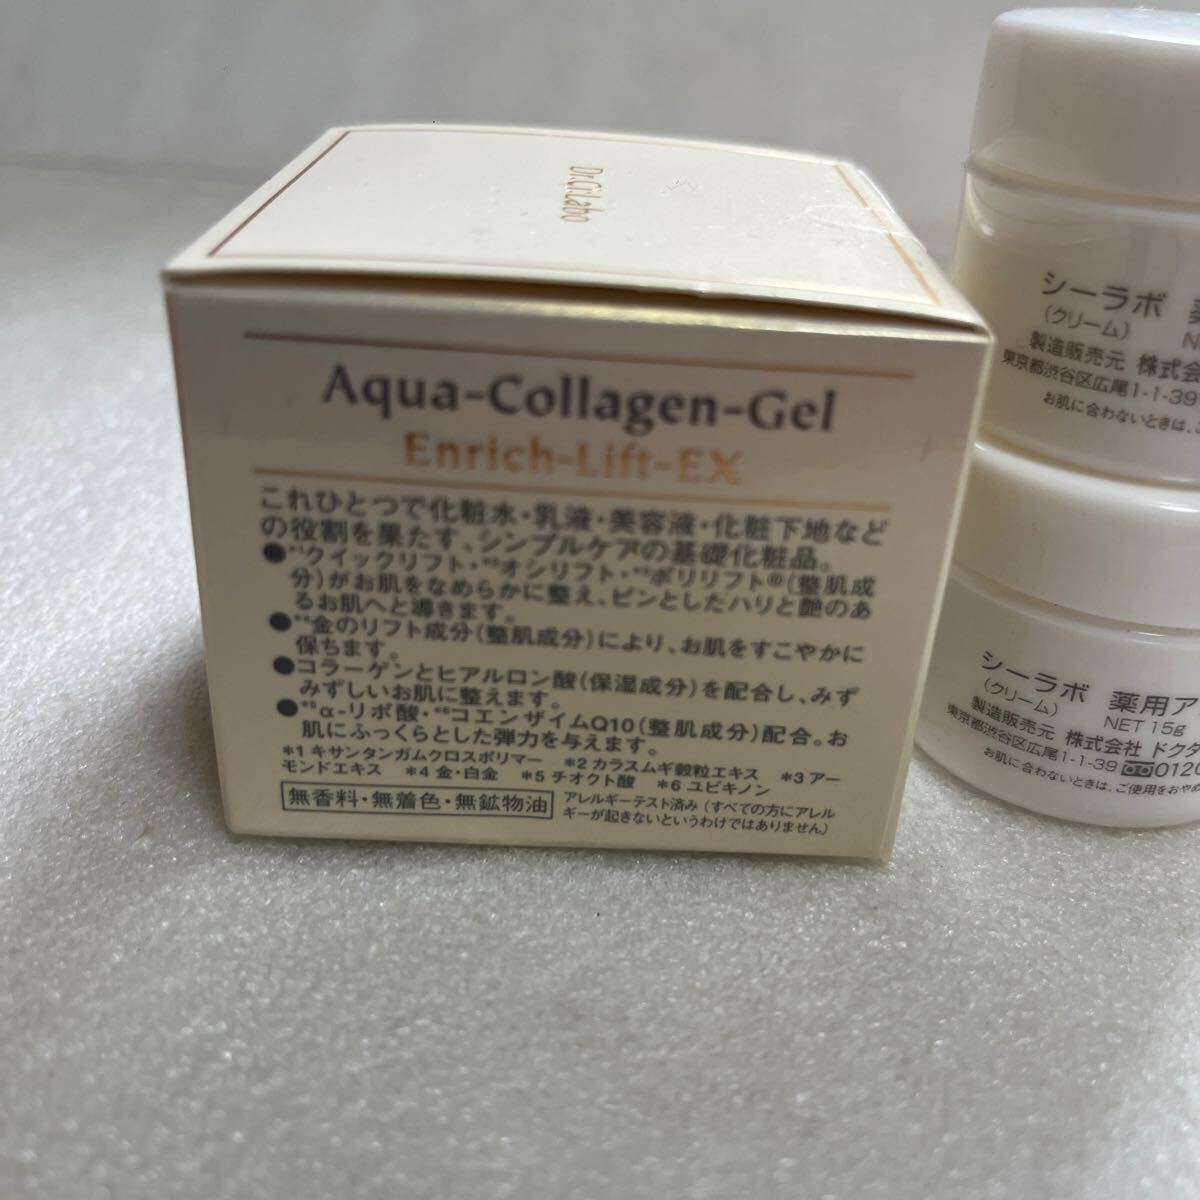 Dr.Ci:Labo
Aqua-Collagen-Gel
Enrich-Lift-EX
これひとつで化粧水・乳液・美容液・化粧下地など
の役割を果たす、シンプルケアの基礎化粧品。
●*1クイックリフト・*2オシリフト・*3ポリリフト®(整肌成
分)がお肌をなめらかに整え、ピンとしたハリと艶のあ
るお肌へと導きます。
●*4金のリフト成分(整肌成分)により、お肌をすこやかに
保ちます。
●コラーゲンとヒアルロン酸(保湿成分)を配合し、みず
みずしいお肌に整えます。
●*5α-リポ酸・*6コエンザイムQ10(整肌成分)配合。お
肌にふっくらとした弾力を与えます。
*1 キサンタンガムクロスポリマー *2 カラスムギ穀粒エキス *3 アー
モンドエキス *4 金・白金 *5 チオクト酸 *6 ユビキノン
無香料・無着色・無鉱物油
アレルギーテスト済み(すべての方にアレル
ギーが起きないというわけではありません)
シーラボ 薬
(クリーム) N
製造販売元 株式会
東京都渋谷区広尾1-1-39
お肌に合わないときは、ご
シーラボ 薬用ア
(クリーム) NET 15g
製造販売元 株式会社 ドクタ
東京都渋谷区広尾1-1-39 0120
お肌に合わないときは、ご使用をおやめ